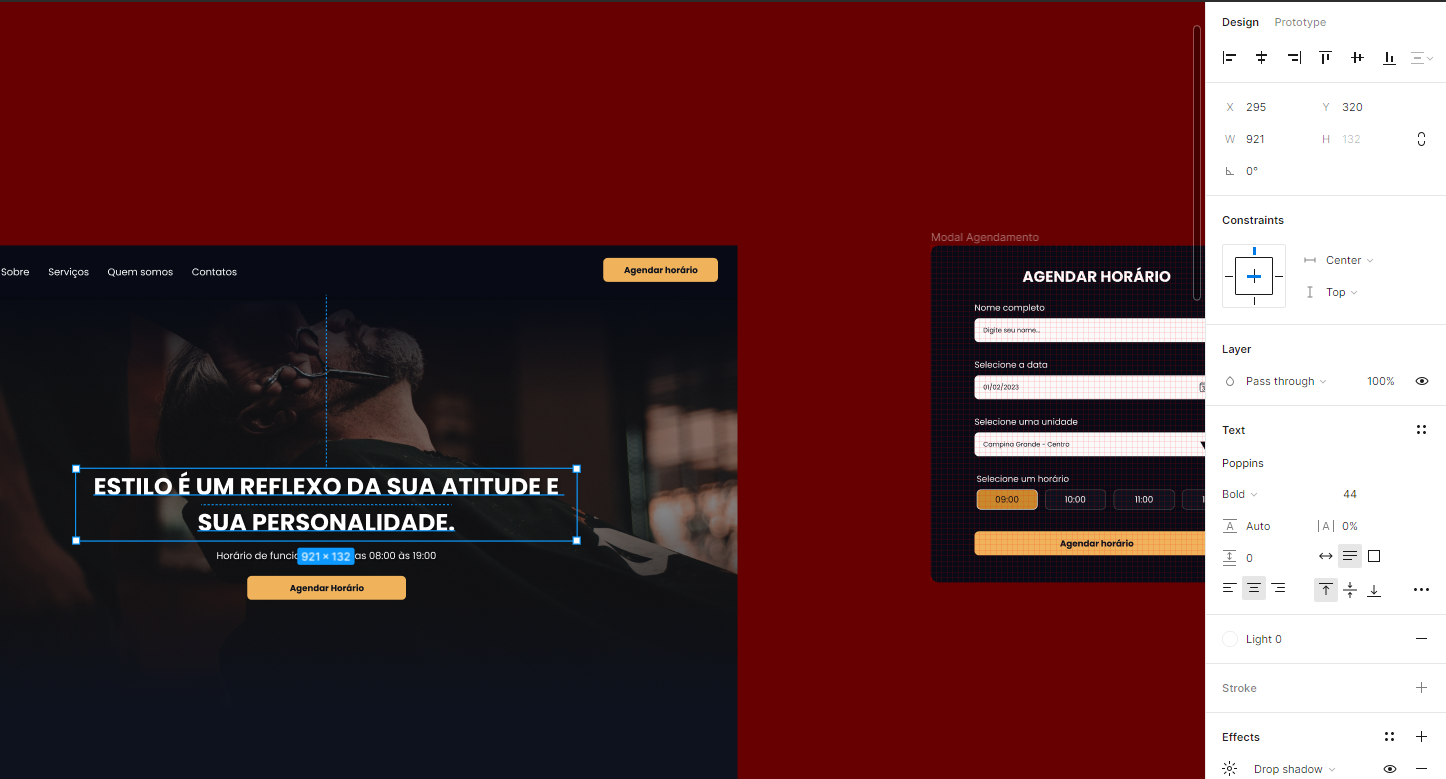 Design Prototype
X 295 Y 320
W 921 H 132
0°
Constraints
Center
Top
Layer
Pass through 100%
Text
Poppins
Bold 44
Auto |A| 0%
0
Light 0
Stroke
Effects
Drop shadow
Sobre Serviços Quem somos Contatos
Agendar horário
ESTILO É UM REFLEXO DA SUA ATITUDE E
SUA PERSONALIDADE.
Horário de 
921 × 132
as 08:00 às 19:00
Agendar Horário
Modal Agendamento
AGENDAR HORÁRIO
Nome completo
Digite seu nome...
Selecione a data
01/02/2023
Selecione uma unidade
Campina Grande - Centro
Selecione um horário
09:00 10:00 11:00
Agendar horário